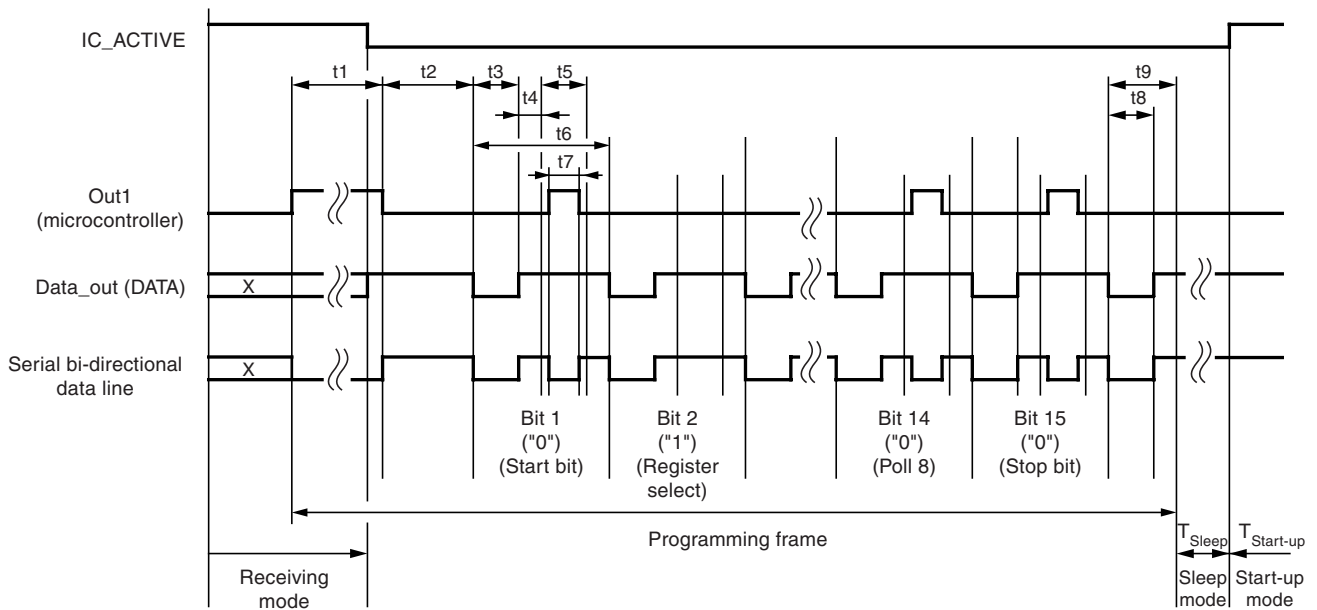 IC_ACTIVE
t1
t2
t3
t5
t9
t4
t8
t6
t7
Out1
(microcontroller)
Data_out (DATA)
X
Serial bi-directional
data line
X
Bit 1
("0")
(Start bit)
Bit 2
("1")
(Register
select)
Bit 14
("0")
(Poll 8)
Bit 15
("0")
(Stop bit)
Programming frame
TSleep
TStart-up
Receiving
mode
Sleep
mode
Start-up
mode